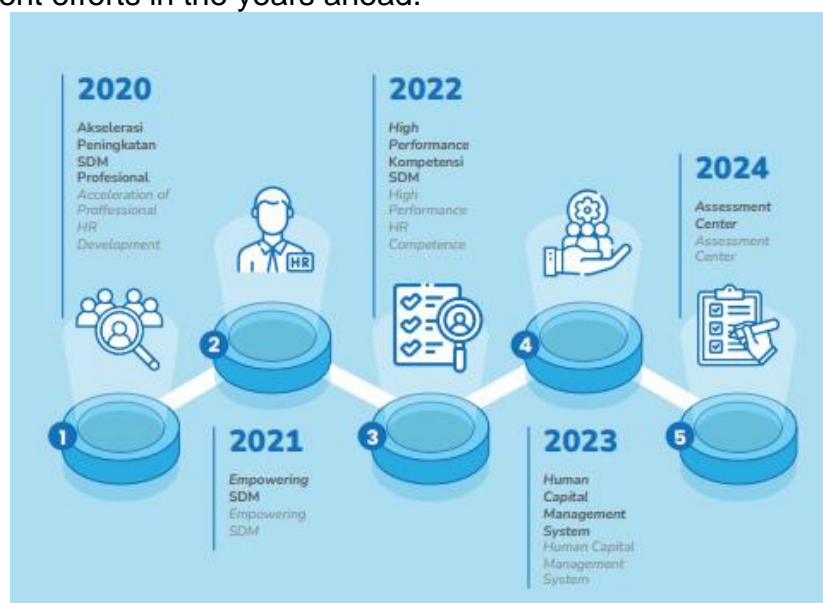 ent efforts in the years ahead.
2020
Akselerasi
Peningkatan
SDM
Profesional
Acceleration of
Proffessional
HR
Development
HR
2
1
2021
Empowering
SDM
Empowering
SDM
2022
High
Performance
Kompetensi
SDM
High
Performance
HR
Competence
4
3
2023
Human
Capital
Management
System
Human Capital
Management
System
2024
Assessment
Center
Assessment
Center
5